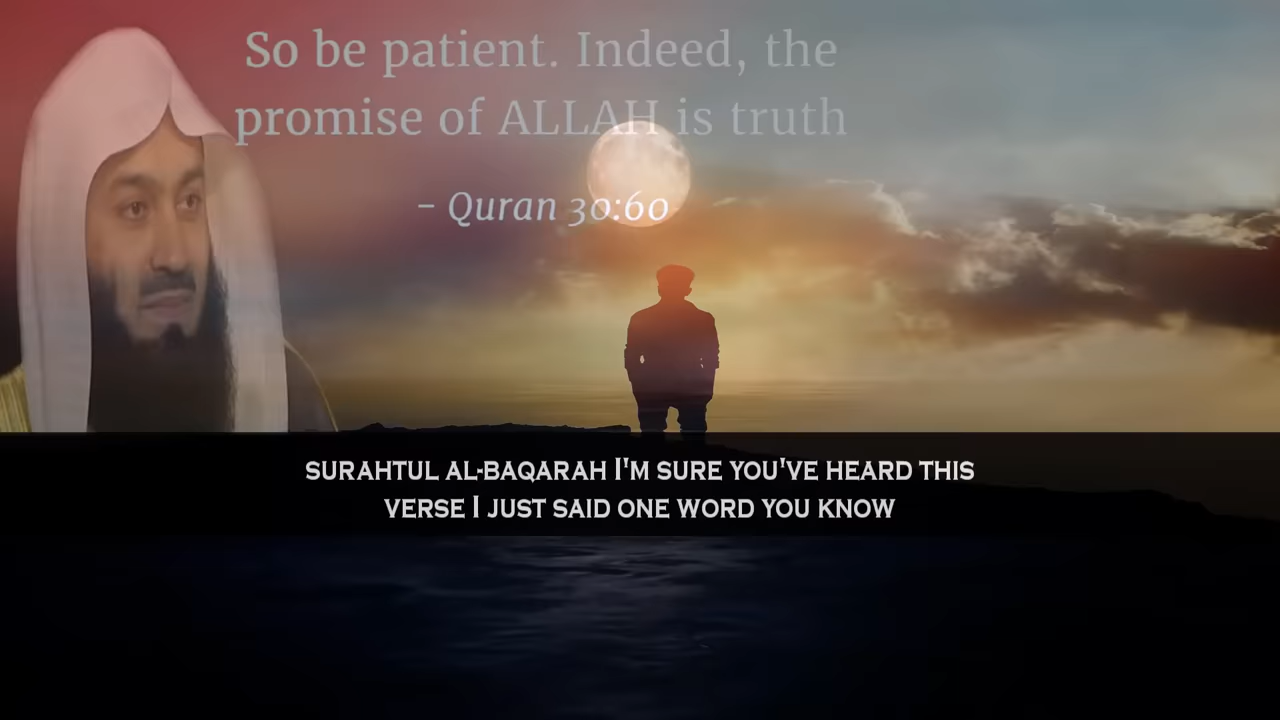 So be patient. Indeed, the
promise of ALLAH is truth
- Quran 30:60
SURAHTUL AL-BAQARAH I'M SURE YOU'VE HEARD THIS
VERSE I JUST SAID ONE WORD YOU KNOW